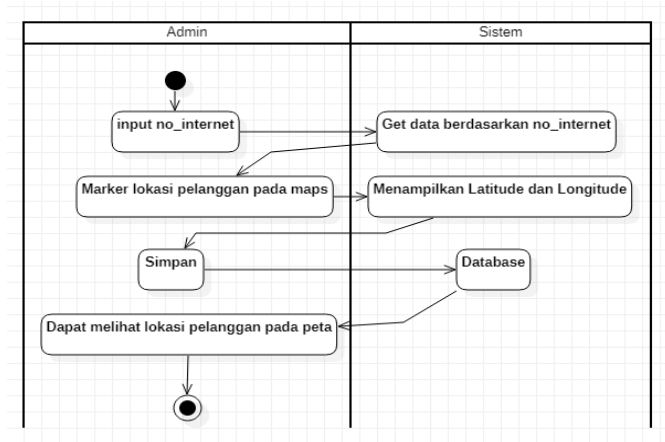 Admin
Sistem
input no_internet
Get data berdasarkan no_internet
Marker lokasi pelanggan pada maps
Menampilkan Latitude dan Longitude
Simpan
Database
Dapat melihat lokasi pelanggan pada peta